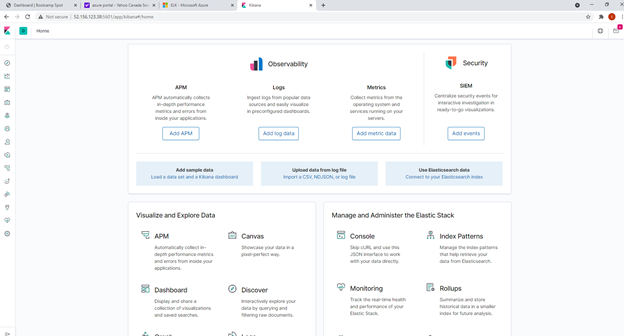 Dashboard | Bootcamp Spot
azure portal - Yahoo Canada Sea
ELK - Microsoft Azure
Kibana
Not secure | 52.156.123.38:5601/app/kibana#/home
Home
Observability
Security
APM
Logs
Metrics
SIEM
APM automatically collects
in-depth performance
metrics and errors from
inside your applications.
Ingest logs from popular data
sources and easily visualize
in preconfigured dashboards.
Collect metrics from the
operating system and
services running on your
servers.
Centralize security events for
interactive investigation in
ready-to-go visualizations.
Add APM
Add log data
Add metric data
Add events
Add sample data
Load a data set and a Kibana dashboard
Upload data from log file
Import a CSV, NDJSON, or log file
Use Elasticsearch data
Connect to your Elasticsearch index
Visualize and Explore Data
Manage and Administer the Elastic Stack
APM
Automatically collect in-
depth performance metrics
and errors from inside your
applications.
Canvas
Showcase your data in a
pixel-perfect way.
Console
Skip cURL and use this
JSON interface to work
with your data directly.
Index Patterns
Manage the index patterns
that help retrieve your
data from Elasticsearch.
Dashboard
Display and share a
collection of visualizations
and saved searches.
Discover
Interactively explore your
data by querying and
filtering raw documents.
Monitoring
Track the real-time health
and performance of your
Elastic Stack.
Rollups
Summarize and store
historical data in a smaller
index for future analysis.